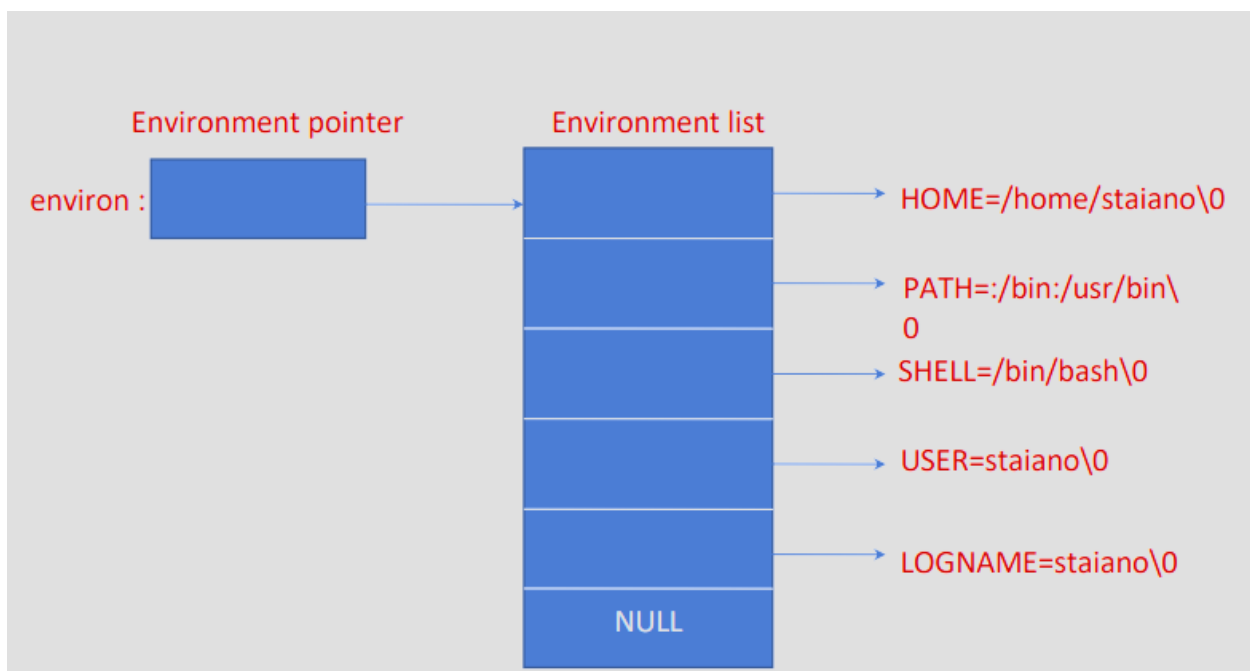 Environment pointer
Environment list
environ :
HOME=/home/staiano\0
PATH=:/bin:/usr/bin\
0
SHELL=/bin/bash\0
USER=staiano\0
LOGNAME=staiano\0
NULL